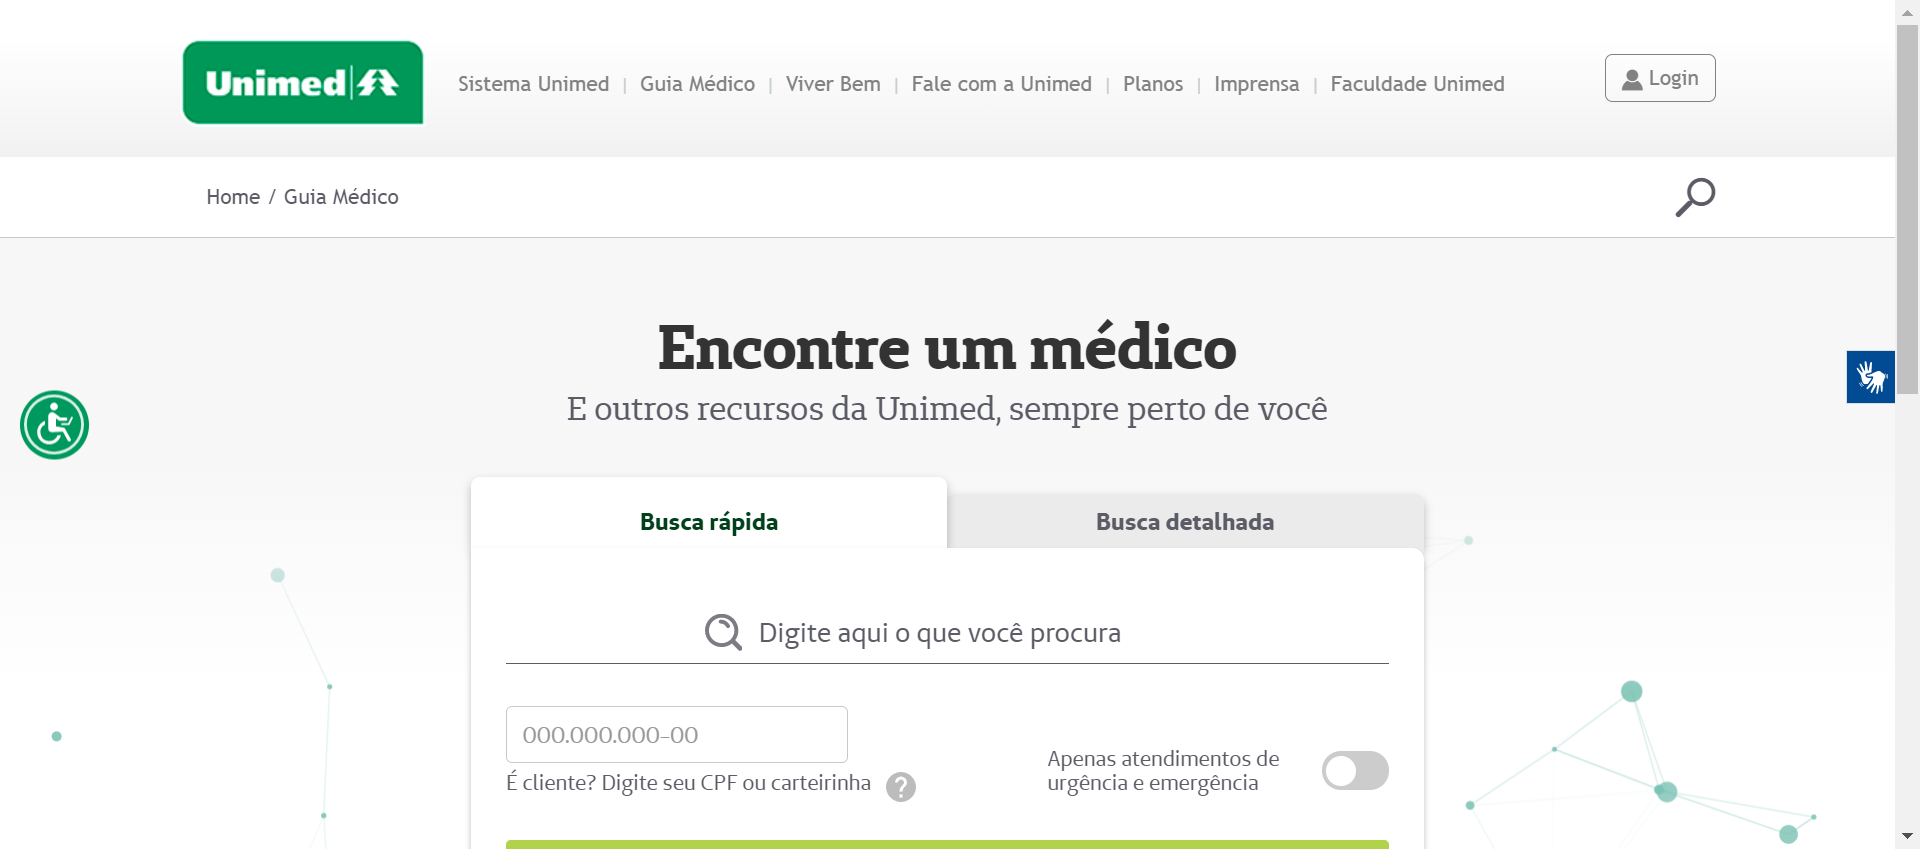 Unimed
Sistema Unimed | Guia Médico | Viver Bem | Fale com a Unimed | Planos | Imprensa | Faculdade Unimed
Login
Home / Guia Médico
Encontre um médico
E outros recursos da Unimed, sempre perto de você
Busca rápida
Busca detalhada
Digite aqui o que você procura
000.000.000-00
É cliente? Digite seu CPF ou carteirinha ?
Apenas atendimentos de
urgência e emergência